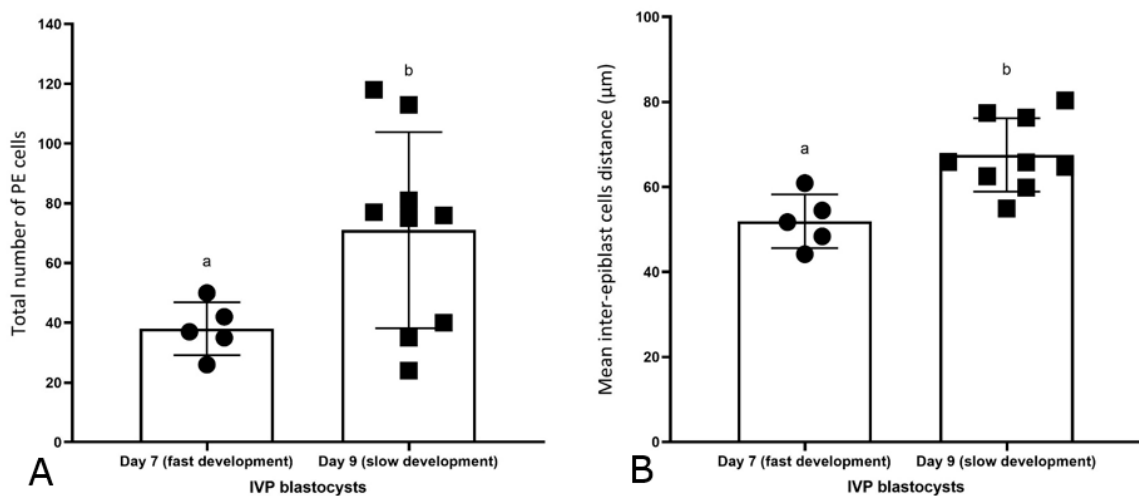 Total number of PE cells
140
120
100
80
60
40
20
0
a
b
Day 7 (fast development) Day 9 (slow development)
IVP blastocysts
A
Mean inter-epiblast cells distance (µm)
100
80
60
40
20
0
a
b
Day 7 (fast development) Day 9 (slow development)
IVP blastocysts
B